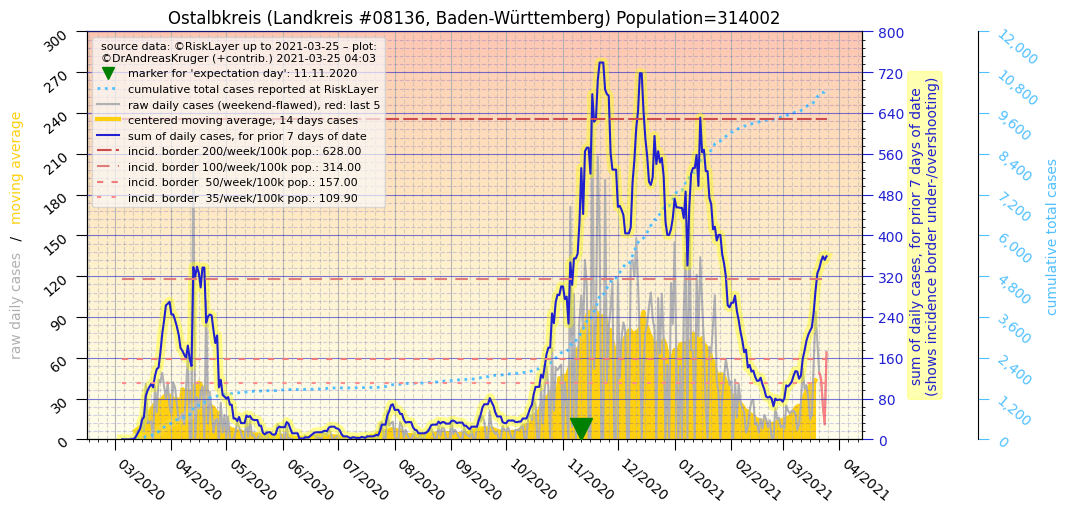 Ostalbkreis (Landkreis #08136, Baden-Württemberg) Population=314002
source data: ©RiskLayer up to 2021-03-25 – plot:
©DrAndreasKruger (+contrib.) 2021-03-25 04:03
marker for 'expectation day': 11.11.2020
cumulative total cases reported at RiskLayer
raw daily cases (weekend-flawed), red: last 5
centered moving average, 14 days cases
sum of daily cases, for prior 7 days of date
incid. border 200/week/100k pop.: 628.00
incid. border 100/week/100k pop.: 314.00
incid. border  50/week/100k pop.: 157.00
incid. border  35/week/100k pop.: 109.90
raw daily cases / moving average
300
270
240
210
180
150
120
90
60
30
0
03/2020
04/2020
05/2020
06/2020
07/2020
08/2020
09/2020
10/2020
11/2020
12/2020
01/2021
02/2021
03/2021
04/2021
800
720
640
560
480
400
320
240
160
80
0
sum of daily cases, for prior 7 days of date
(shows incidence border under-/overshooting)
12,000
10,800
9,600
8,400
7,200
6,000
4,800
3,600
2,400
1,200
0
cumulative total cases